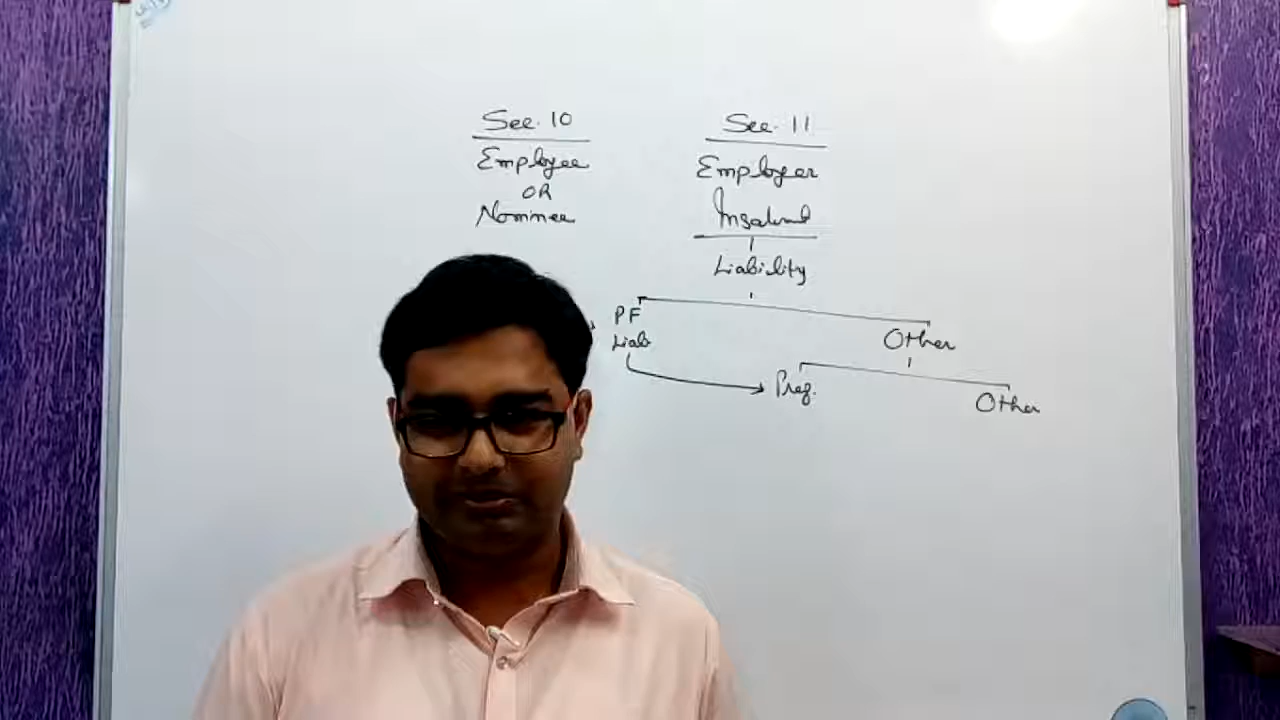 Sec. 10
Employee
OR
Nominee
Sec. 11
Employer
Insolvent
Liability
PF
Liab
Other
Pref.
Other